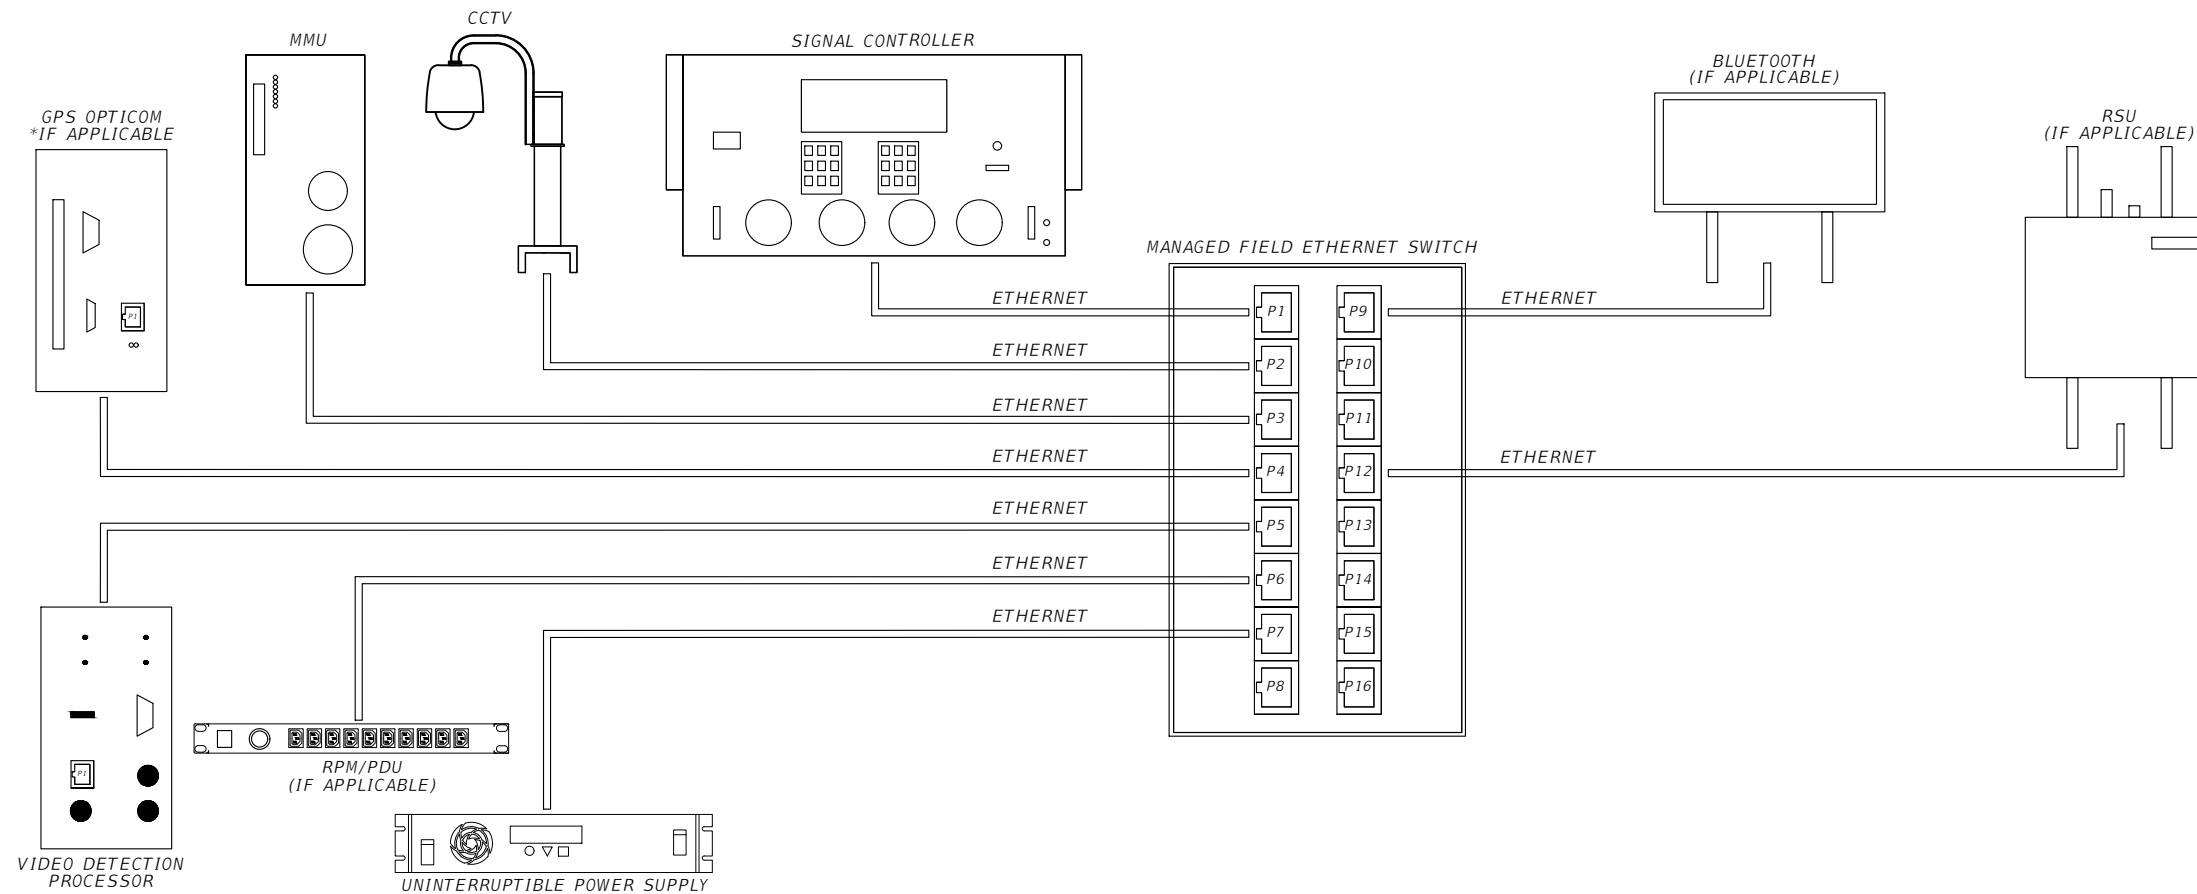 CCTV
MMU
SIGNAL CONTROLLER
BLUETOOTH
(IF APPLICABLE)
GPS OPTICOM
*IF APPLICABLE
RSU
(IF APPLICABLE)
MANAGED FIELD ETHERNET SWITCH
ETHERNET
P1
P9
ETHERNET
P1
ETHERNET
P2
P10
ETHERNET
P3
P11
ETHERNET
P4
P12
ETHERNET
ETHERNET
P5
P13
ETHERNET
P6
P14
ETHERNET
P7
P15
P8
P16
P1
RPM/PDU
(IF APPLICABLE)
VIDEO DETECTION
PROCESSOR
UNINTERRUPTIBLE POWER SUPPLY